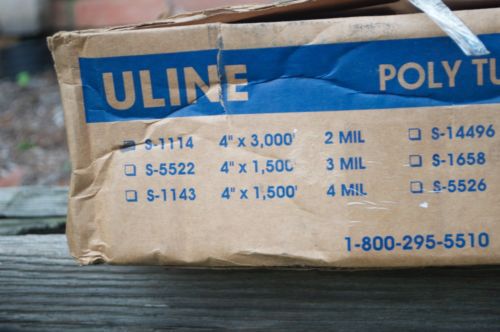 ULINE POLY TU
S-1114 4" x 3,000' 2 MIL S-14496
S-5522 4" x 1,500' 3 MIL S-1658
S-1143 4" x 1,500' 4 MIL S-5526
1-800-295-5510